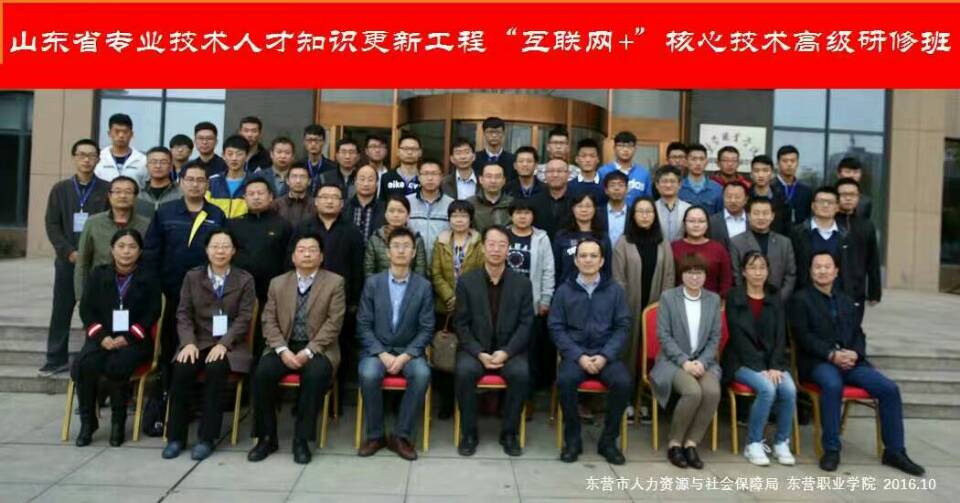 山东省专业技术人才知识更新工程“互联网+”核心技术高级研修班
东营市人力资源与社会保障局 东营职业学院 2016.10